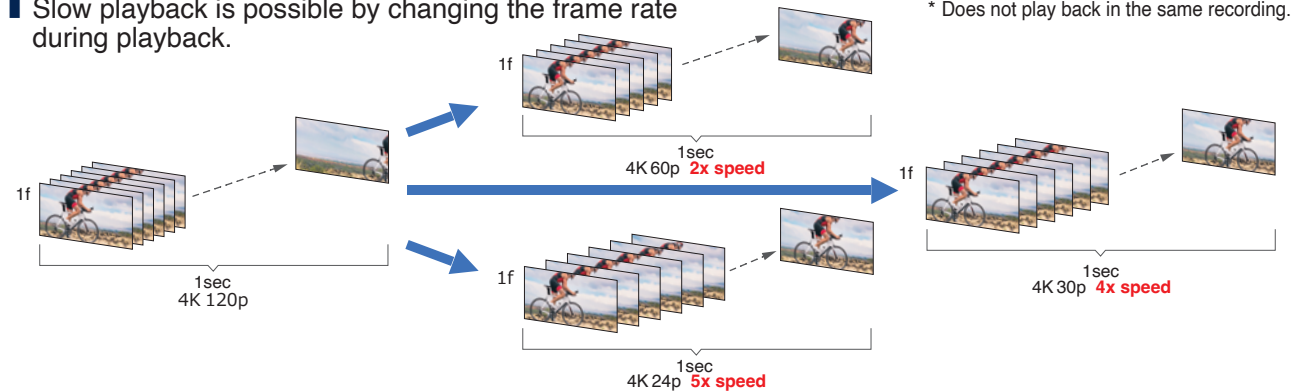 Slow playback is possible by changing the frame rate
during playback.
* Does not play back in the same recording.
1f
1sec
4K 120p
1f
1sec
4K 60p 2x speed
1f
1sec
4K 24p 5x speed
1f
1sec
4K 30p 4x speed